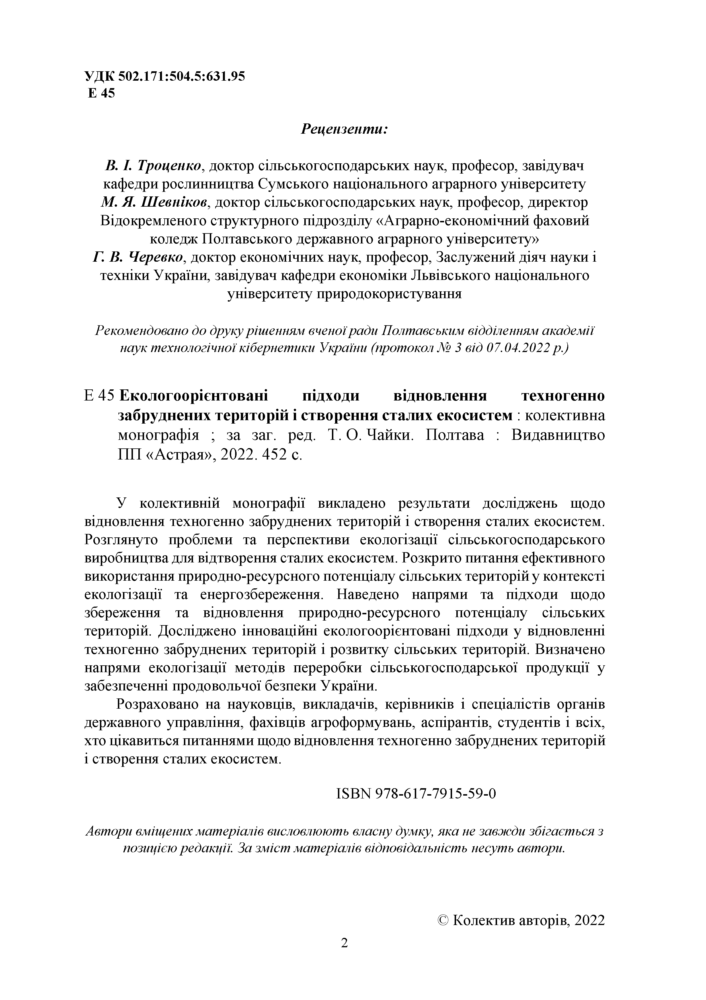 УДК 502.171:504.5:631.95
Е 45
Рецензенти:
В. І. Троценко, доктор сільськогосподарських наук, професор, завідувач
кафедри рослинництва Сумського національного аграрного університету
М. Я. Шевніков, доктор сільськогосподарських наук, професор, директор
Відокремленого структурного підрозділу «Аграрно-економічний фаховий
коледж Полтавського державного аграрного університету»
Г. В. Черевко, доктор економічних наук, професор, Заслужений діяч науки і
техніки України, завідувач кафедри економіки Львівського національного
університету природокористування
Рекомендовано до друку рішенням вченої ради Полтавським відділенням академії
наук технологічної кібернетики України (протокол № 3 від 07.04.2022 р.)
Е 45 Екологоорієнтовані підходи відновлення техногенно
забруднених територій і створення сталих екосистем : колективна
монографія ; за заг. ред. Т. О. Чайки. Полтава : Видавництво
ПП «Астрая», 2022. 452 с.
У колективній монографії викладено результати досліджень щодо
відновлення техногенно забруднених територій і створення сталих екосистем.
Розглянуто проблеми та перспективи екологізації сільськогосподарського
виробництва для відтворення сталих екосистем. Розкрито питання ефективного
використання природно-ресурсного потенціалу сільських територій у контексті
екологізації та енергозбереження. Наведено напрями та підходи щодо
збереження та відновлення природно-ресурсного потенціалу сільських
територій. Досліджено інноваційні екологоорієнтовані підходи у відновленні
техногенно забруднених територій і розвитку сільських територій. Визначено
напрями екологізації методів переробки сільськогосподарської продукції у
забезпеченні продовольчої безпеки України.
Розраховано на науковців, викладачів, керівників і спеціалістів органів
державного управління, фахівців агроформувань, аспірантів, студентів і всіх,
хто цікавиться питаннями щодо відновлення техногенно забруднених територій
і створення сталих екосистем.
ISBN 978-617-7915-59-0
Автори вміщених матеріалів висловлюють власну думку, яка не завжди збігається з
позицією редакції. За зміст матеріалів відповідальність несуть автори.
© Колектив авторів, 2022
2